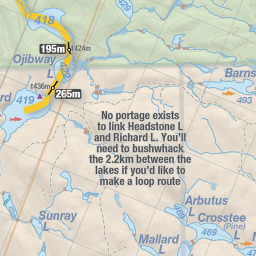 418
195m
1424m
Ojibway
L
1436m
265m
419
Barns
No portage exists
to link Headstone L
and Richard L. You'll
need to bushwhack
the 2.2km between the
lakes if you'd like to
make a loop route
Arbutus
L
Crosstee
(Pine)
469
Sunray
L
Mallard
L